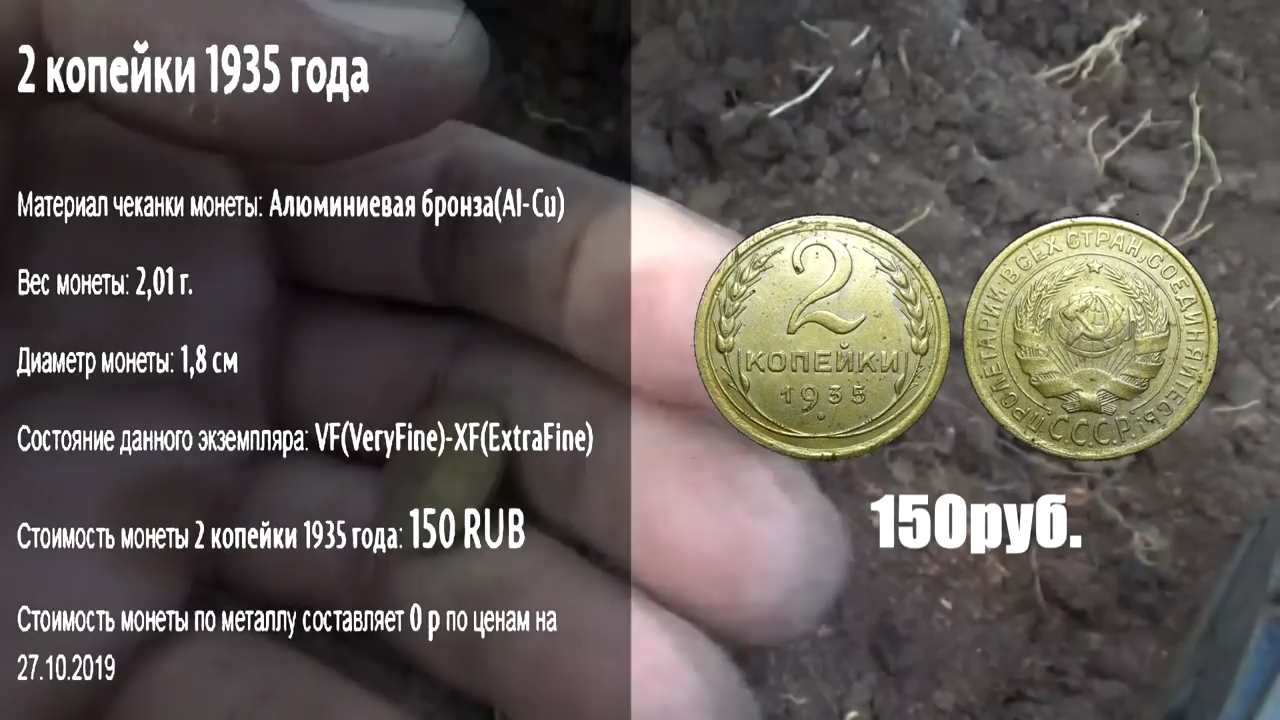 2 копейки 1935 года
Материал чеканки монеты: Алюминиевая бронза(Al-Cu)
Вес монеты: 2,01 г.
Диаметр монеты: 1,8 см
Состояние данного экземпляра: VF(VeryFine)-XF(ExtraFine)
Стоимость монеты 2 копейки 1935 года: 150 RUB
Стоимость монеты по металлу составляет 0 р по ценам на
27.10.2019
2
КОПЕЙКИ
1935
ПРОЛЕТАРИИ ВСЕХ СТРАН, СОЕДИНЯЙТЕСЬ!
С.С.С.Р.
150руб.